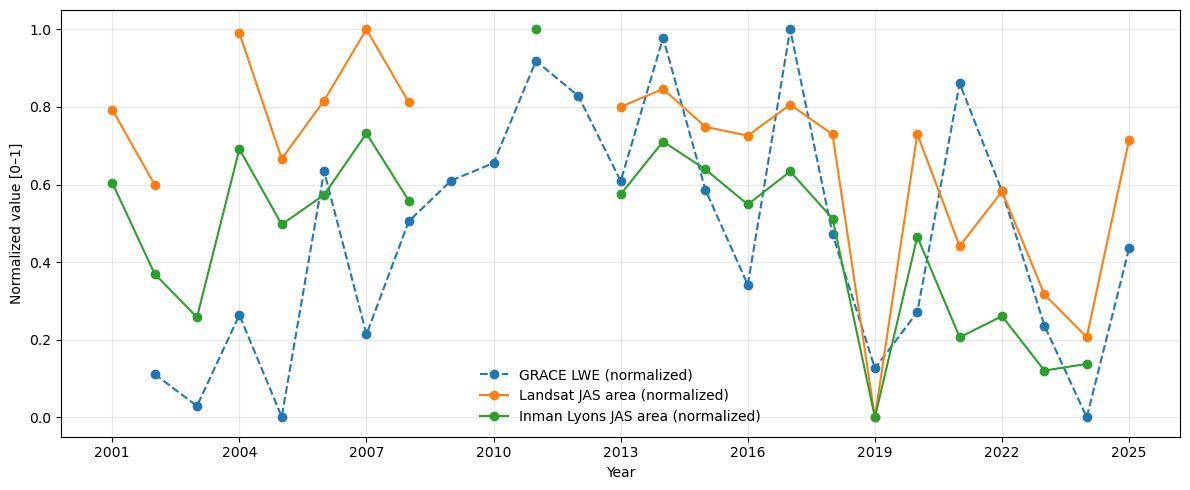 1.0
0.8
0.6
0.4
0.2
0.0
Normalized value [0–1]
GRACE LWE (normalized)
Landsat JAS area (normalized)
Inman Lyons JAS area (normalized)
2001 2004 2007 2010 2013 2016 2019 2022 2025
Year